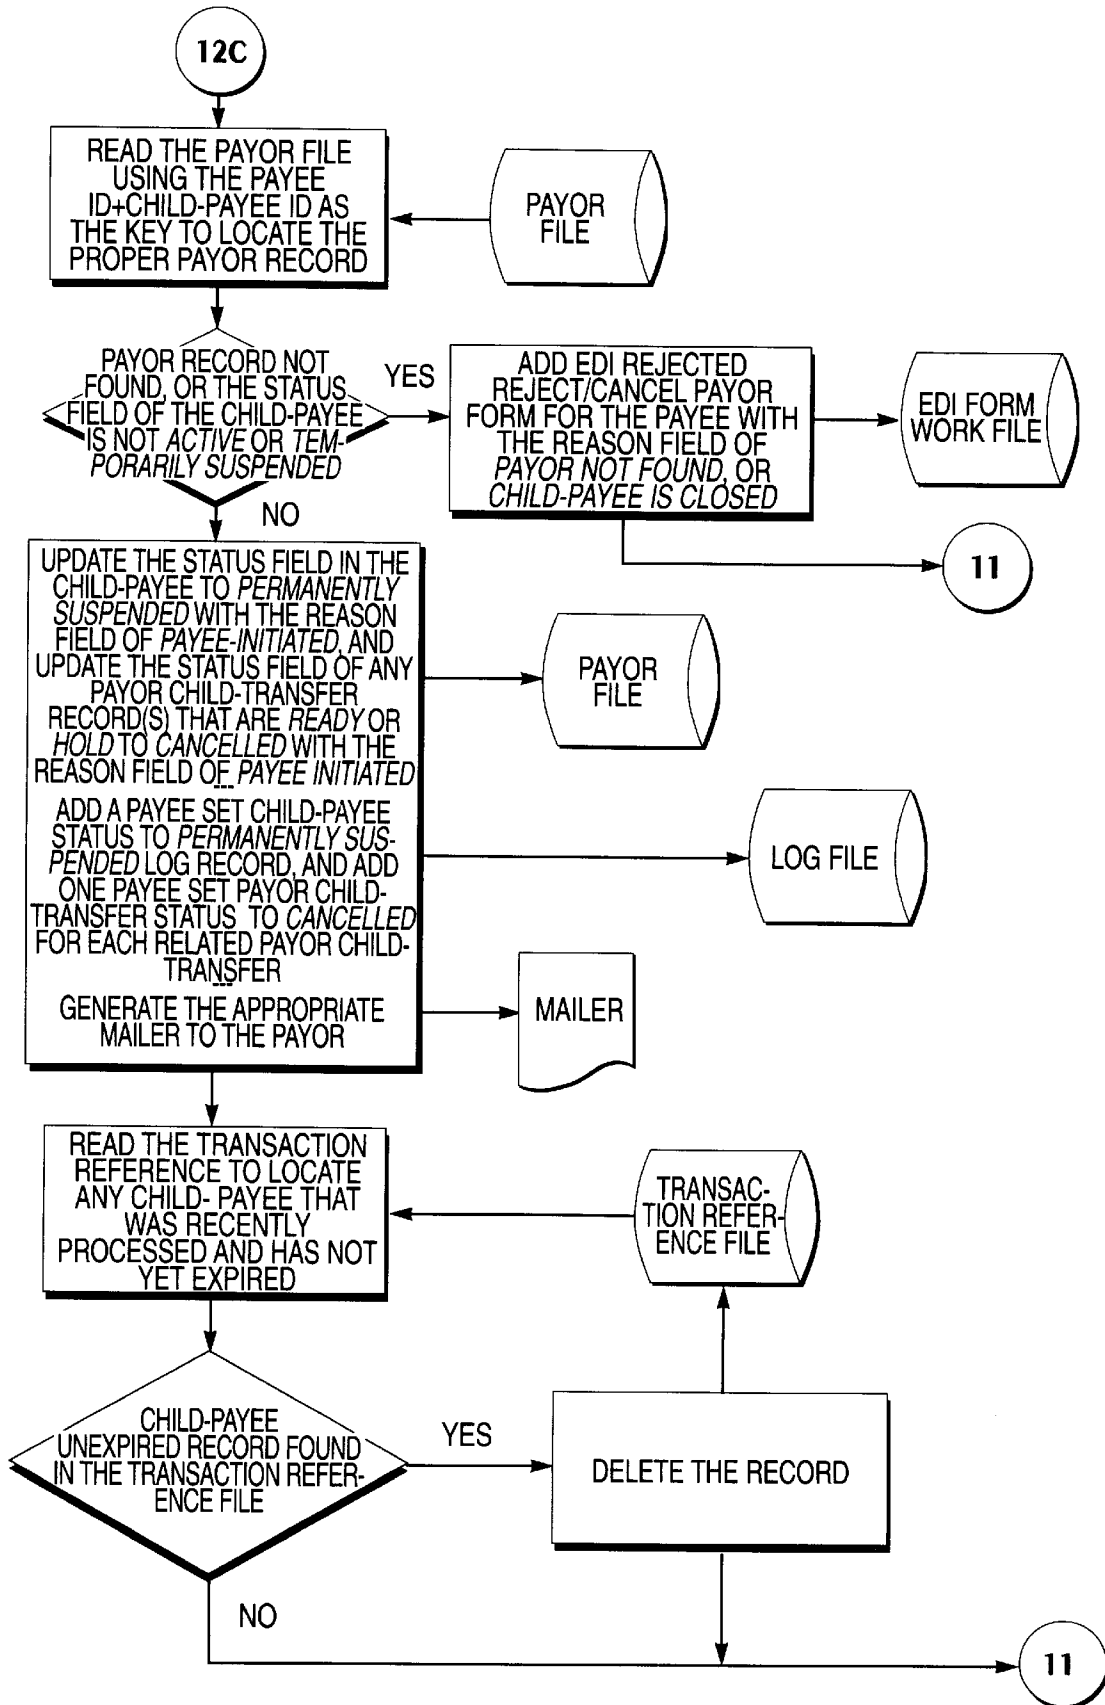 12C
READ THE PAYOR FILE
USING THE PAYEE
ID+CHILD-PAYEE ID AS
THE KEY TO LOCATE THE
PROPER PAYOR RECORD
PAYOR
FILE
PAYOR RECORD NOT
FOUND, OR THE STATUS
FIELD OF THE CHILD-PAYEE
IS NOT ACTIVE OR TEM-
PORARILY SUSPENDED
YES
ADD EDI REJECTED
REJECT/CANCEL PAYOR
FORM FOR THE PAYEE WITH
THE REASON FIELD OF
PAYOR NOT FOUND, OR
CHILD-PAYEE IS CLOSED
EDI FORM
WORK FILE
NO
11
UPDATE THE STATUS FIELD IN THE
CHILD-PAYEE TO PERMANENTLY
SUSPENDED WITH THE REASON
FIELD OF PAYEE-INITIATED, AND
UPDATE THE STATUS FIELD OF ANY
PAYOR CHILD-TRANSFER
RECORD(S) THAT ARE READY OR
HOLD TO CANCELLED WITH THE
REASON FIELD OF PAYEE INITIATED
---
ADD A PAYEE SET CHILD-PAYEE
STATUS TO PERMANENTLY SUS-
PENDED LOG RECORD, AND ADD
ONE PAYEE SET PAYOR CHILD-
TRANSFER STATUS TO CANCELLED
FOR EACH RELATED PAYOR CHILD-
TRANSFER
---
GENERATE THE APPROPRIATE
MAILER TO THE PAYOR
PAYOR
FILE
LOG FILE
MAILER
READ THE TRANSACTION
REFERENCE TO LOCATE
ANY CHILD- PAYEE THAT
WAS RECENTLY
PROCESSED AND HAS NOT
YET EXPIRED
TRANSAC-
TION REFER-
ENCE FILE
CHILD-PAYEE
UNEXPIRED RECORD FOUND
IN THE TRANSACTION REFER-
ENCE FILE
YES
DELETE THE RECORD
NO
11